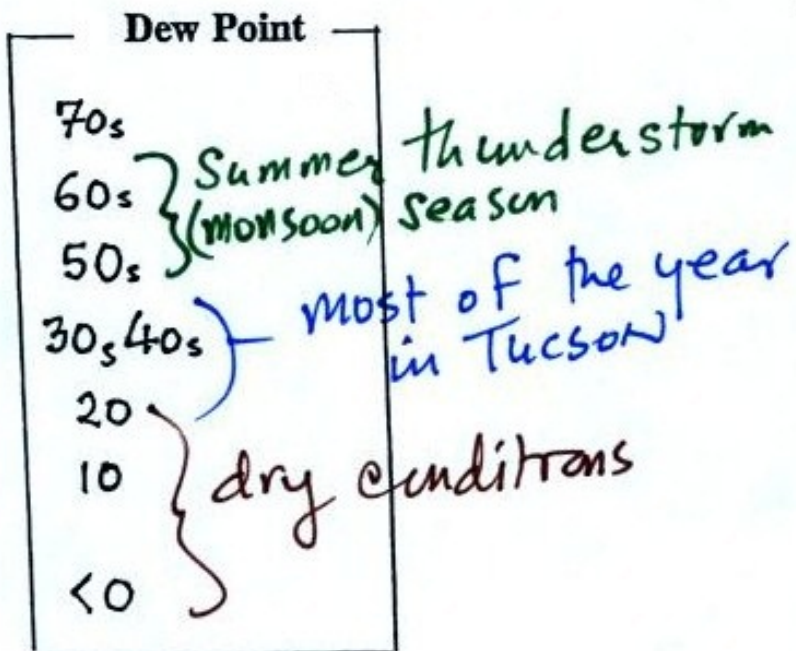 Dew Point
70s
60s
50s
30s 40s
20
10
<0
Summer thunderstorm
(monsoon) season
most of the year
in Tucson
dry conditions